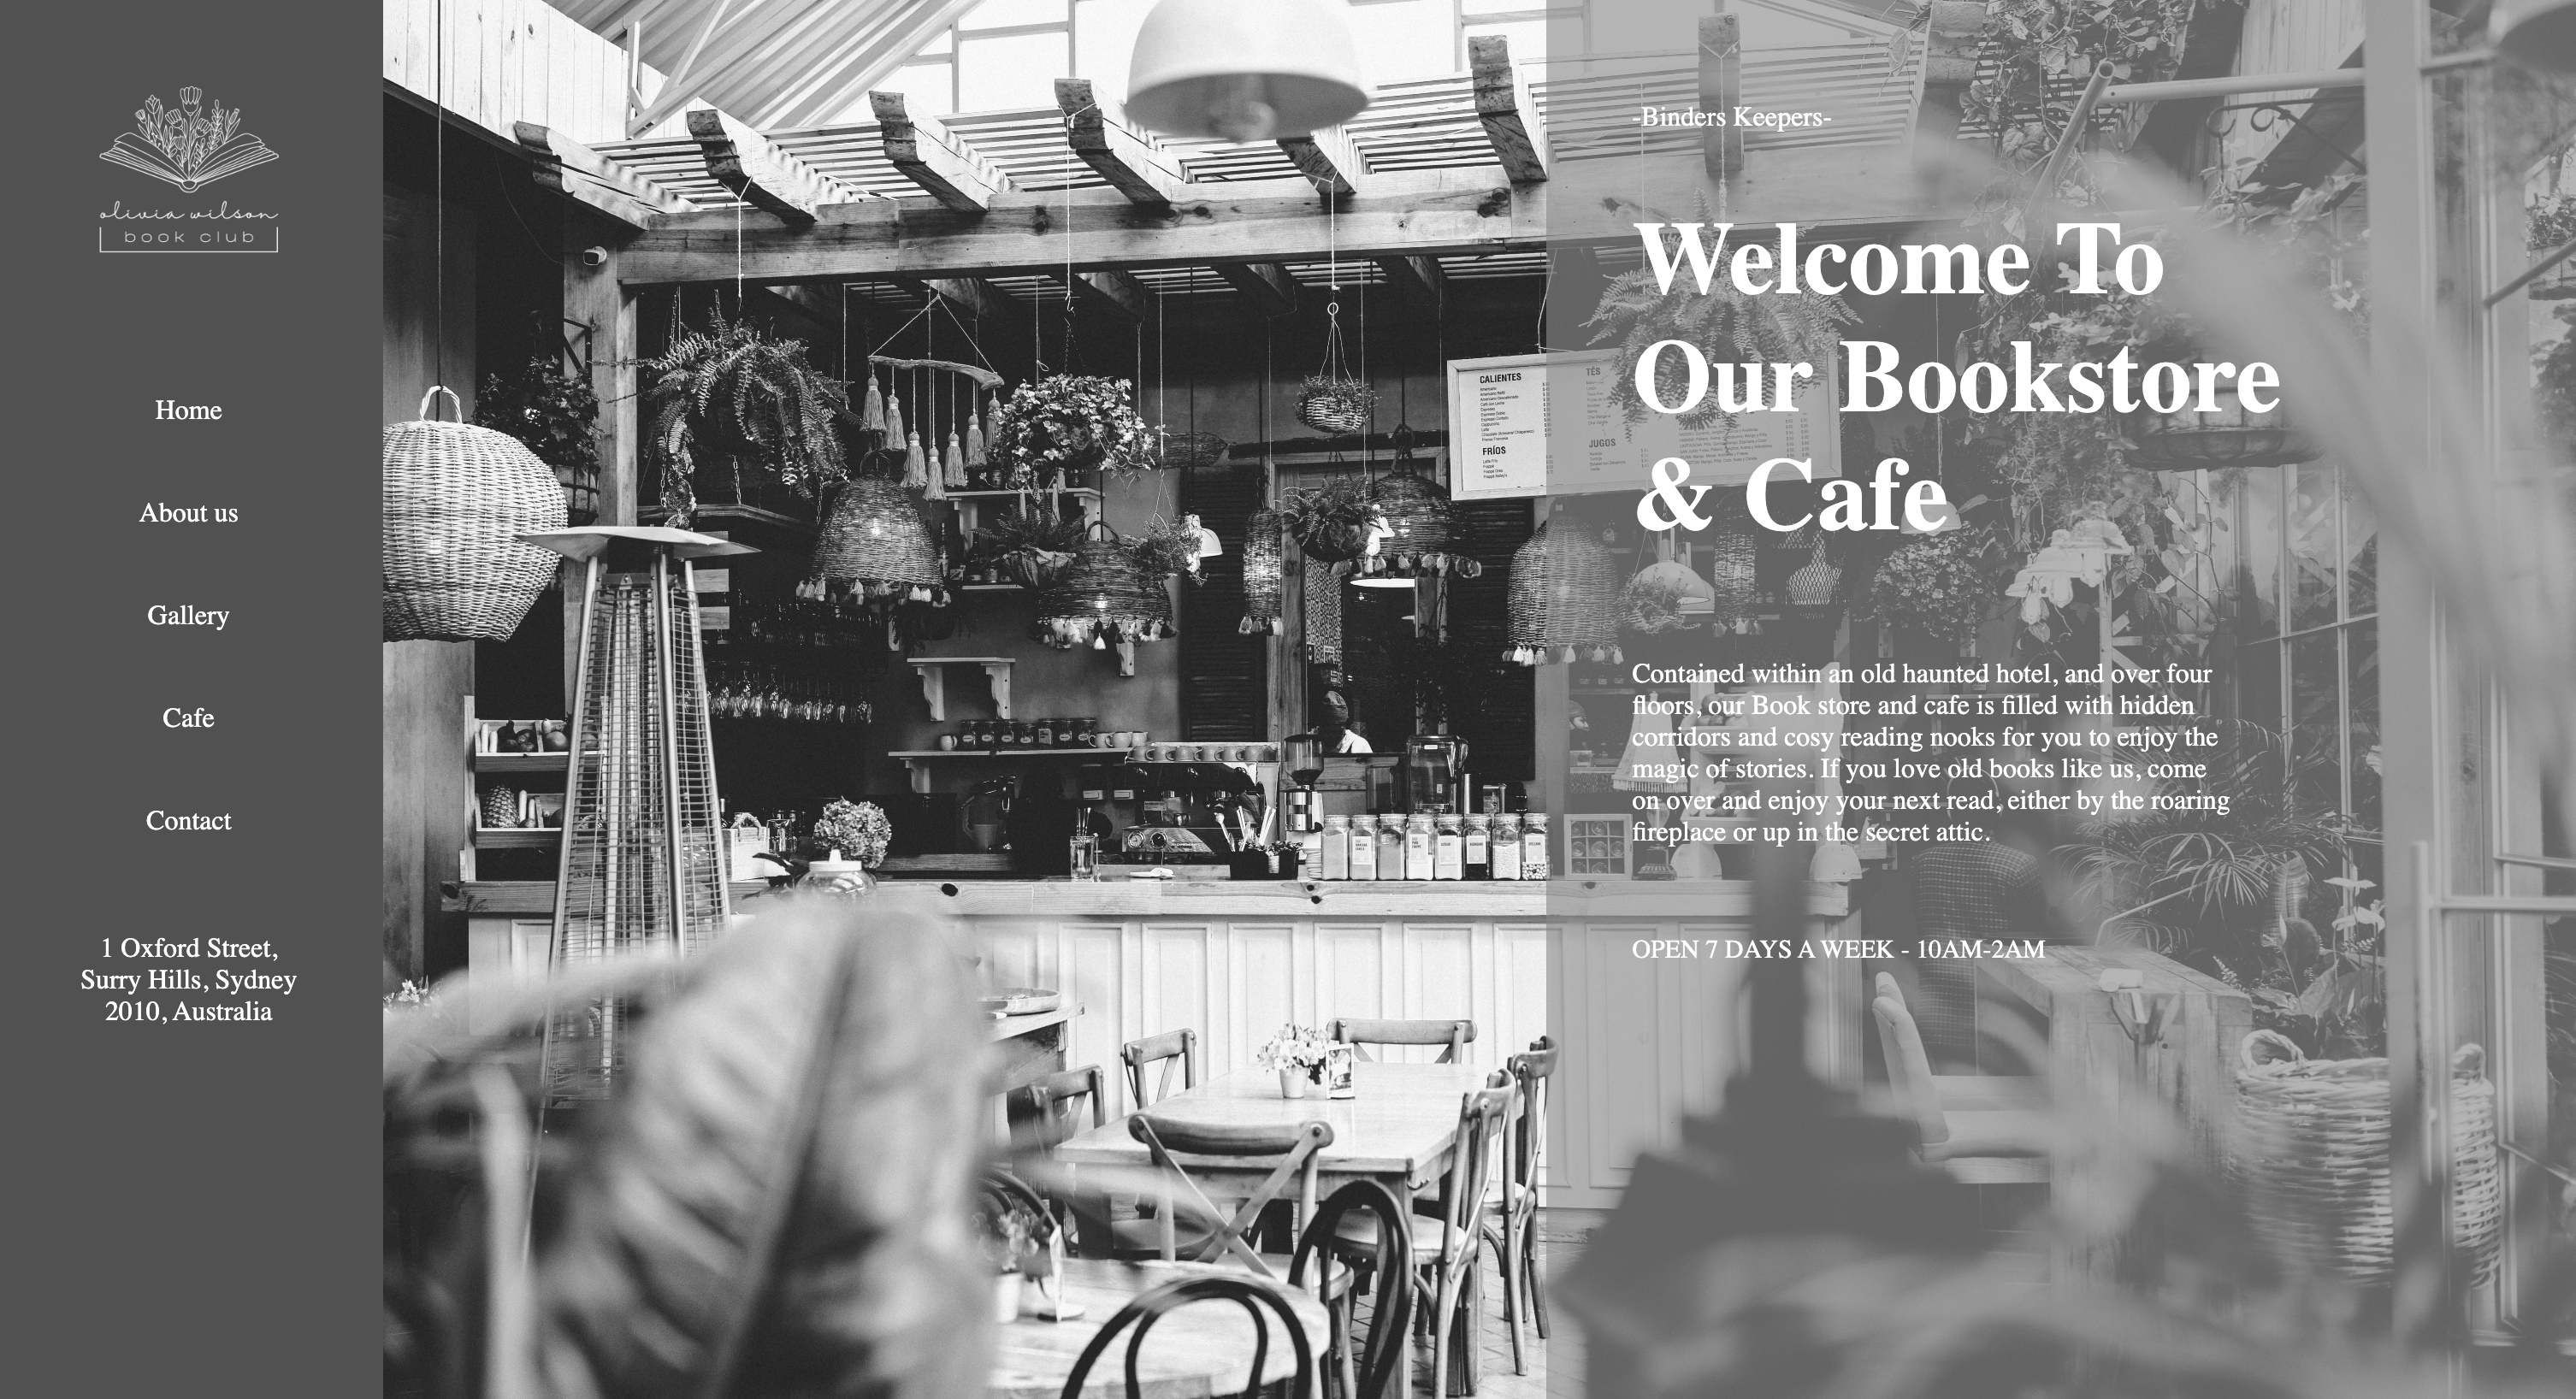 olivia wilson
book club
Home
About us
Gallery
Cafe
Contact
1 Oxford Street,
Surry Hills, Sydney
2010, Australia
-Binders Keepers-
Welcome To
Our Bookstore
& Cafe
Contained within an old haunted hotel, and over four
floors, our Book store and cafe is filled with hidden
corridors and cosy reading nooks for you to enjoy the
magic of stories. If you love old books like us, come
on over and enjoy your next read, either by the roaring
fireplace or up in the secret attic.
OPEN 7 DAYS A WEEK - 10AM-2AM
CALIENTES
FRÍOS
TÉS
JUGOS